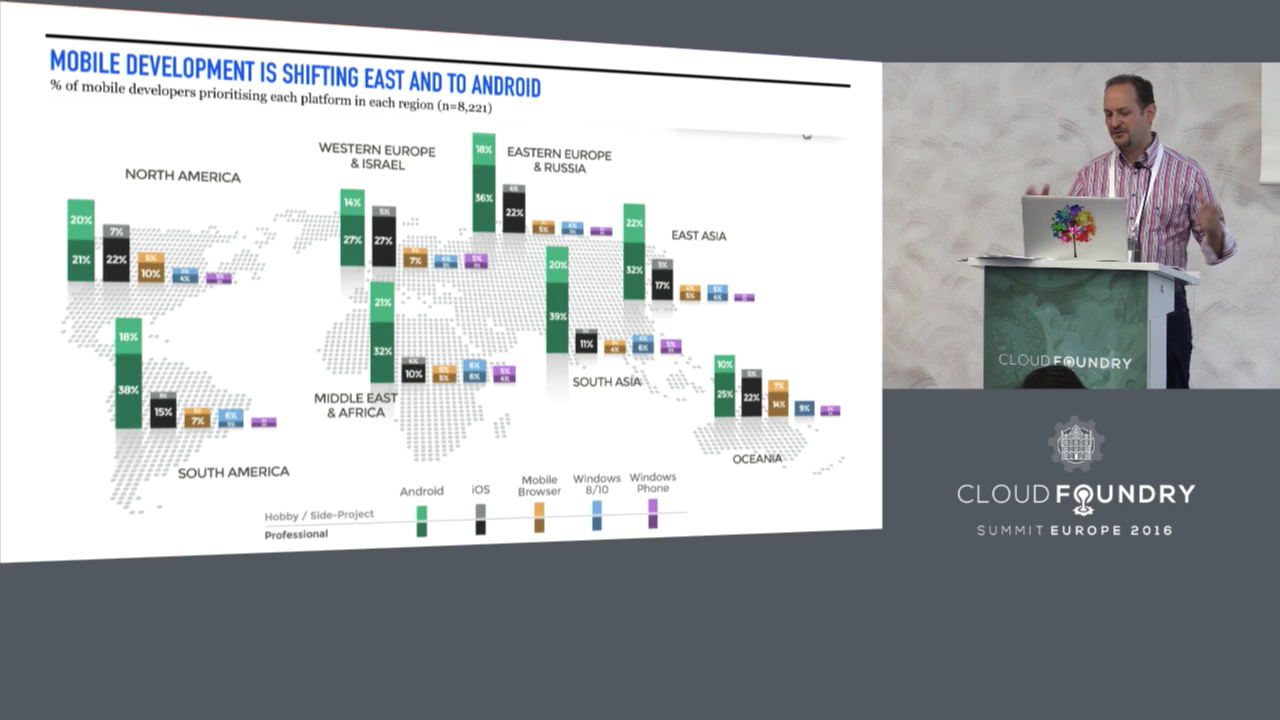 MOBILE DEVELOPMENT IS SHIFTING EAST AND TO ANDROID
% of mobile developers prioritising each platform in each region (n=8,221)
NORTH AMERICA
20%
21%
7%
22%
5%
10%
4%
WESTERN EUROPE
& ISRAEL
14%
27%
5%
27%
7%
4%
5%
EASTERN EUROPE
& RUSSIA
18%
36%
4%
22%
5%
4%
EAST ASIA
22%
32%
5%
17%
4%
5%
5%
4%
SOUTH AMERICA
18%
38%
15%
7%
6%
MIDDLE EAST
& AFRICA
21%
32%
4%
10%
5%
5%
6%
6%
5%
4%
SOUTH ASIA
20%
39%
11%
4%
6%
5%
OCEANIA
10%
25%
5%
22%
7%
14%
9%
Android
iOS
Mobile
Browser
Windows
8/10
Windows
Phone
Hobby / Side-Project
Professional
CLOUD FOUNDRY
CLOUD FOUNDRY
SUMMIT EUROPE 2016